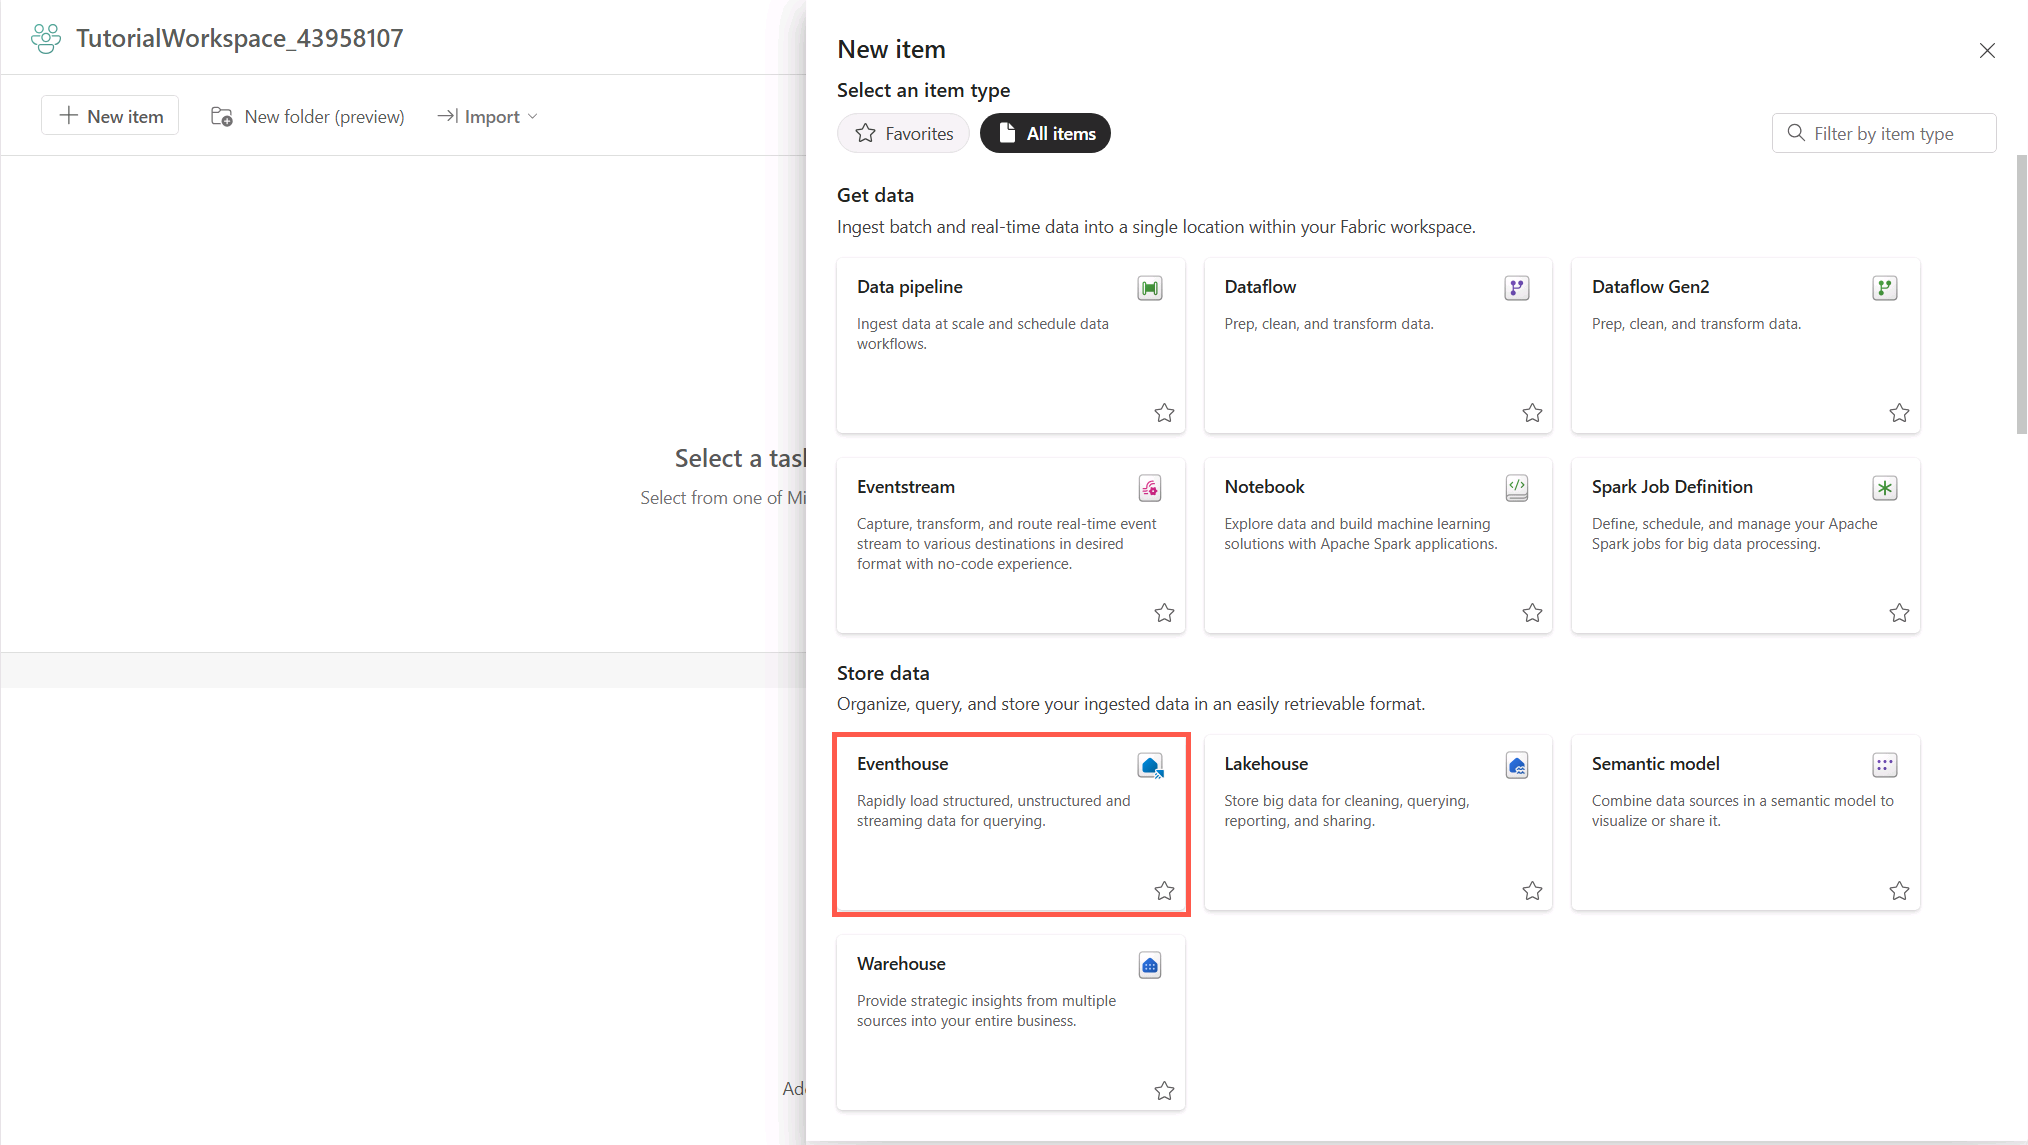 TutorialWorkspace_43958107
New item
New folder (preview)
Import
Select a task
Select from one of Mi
Add
New item
Select an item type
Favorites
All items
Filter by item type
Get data
Ingest batch and real-time data into a single location within your Fabric workspace.
Data pipeline
Ingest data at scale and schedule data
workflows.
Dataflow
Prep, clean, and transform data.
Dataflow Gen2
Prep, clean, and transform data.
Eventstream
Capture, transform, and route real-time event
stream to various destinations in desired
format with no-code experience.
Notebook
Explore data and build machine learning
solutions with Apache Spark applications.
Spark Job Definition
Define, schedule, and manage your Apache
Spark jobs for big data processing.
Store data
Organize, query, and store your ingested data in an easily retrievable format.
Eventhouse
Rapidly load structured, unstructured and
streaming data for querying.
Lakehouse
Store big data for cleaning, querying,
reporting, and sharing.
Semantic model
Combine data sources in a semantic model to
visualize or share it.
Warehouse
Provide strategic insights from multiple
sources into your entire business.